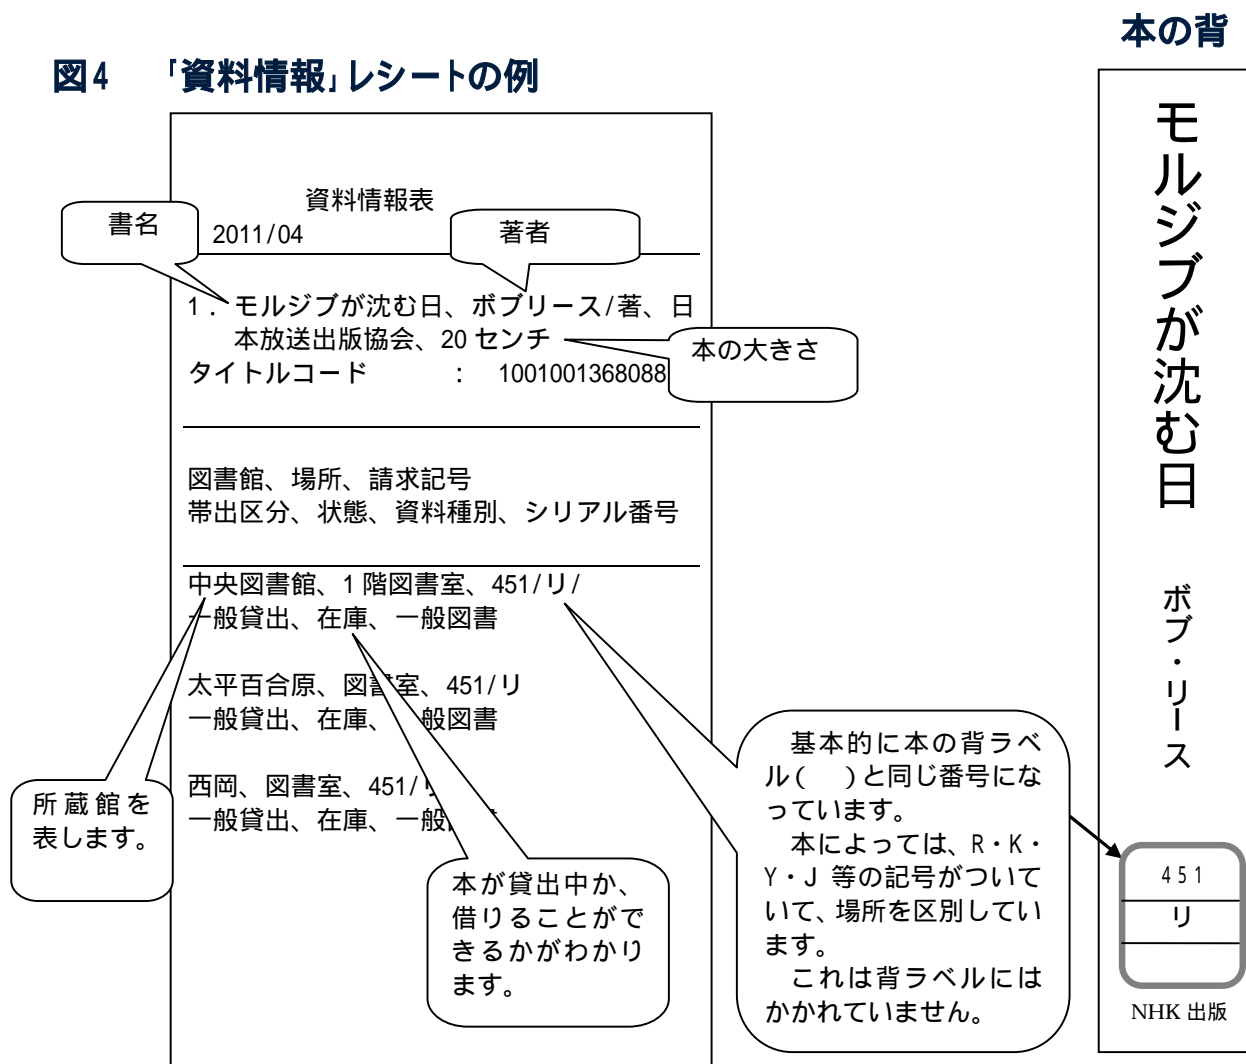 本の背
図4 「資料情報」レシートの例
資料情報表
2011/04
書名
著者
1．モルジブが沈む日、ボブリース/著、日
本放送出版協会、20センチ
本の大きさ
タイトルコード : 1001001368088
図書館、場所、請求記号
帯出区分、状態、資料種別、シリアル番号
中央図書館、1階図書室、451/リ/
一般貸出、在庫、一般図書
太平百合原、図書室、451/リ
一般貸出、在庫、一般図書
西岡、図書室、451/リ
一般貸出、在庫、一般
所蔵館を
表します。
本が貸出中か、
借りることがで
きるかがわかり
ます。
基本的に本の背ラベ
ル(　)と同じ番号にな
っています。
本によっては、R・K・
Y・J 等の記号がついて
いて、場所を区別してい
ます。
これは背ラベルには
かかれていません。
モルジブが沈む日
ボブ・リース
451
リ
NHK 出版